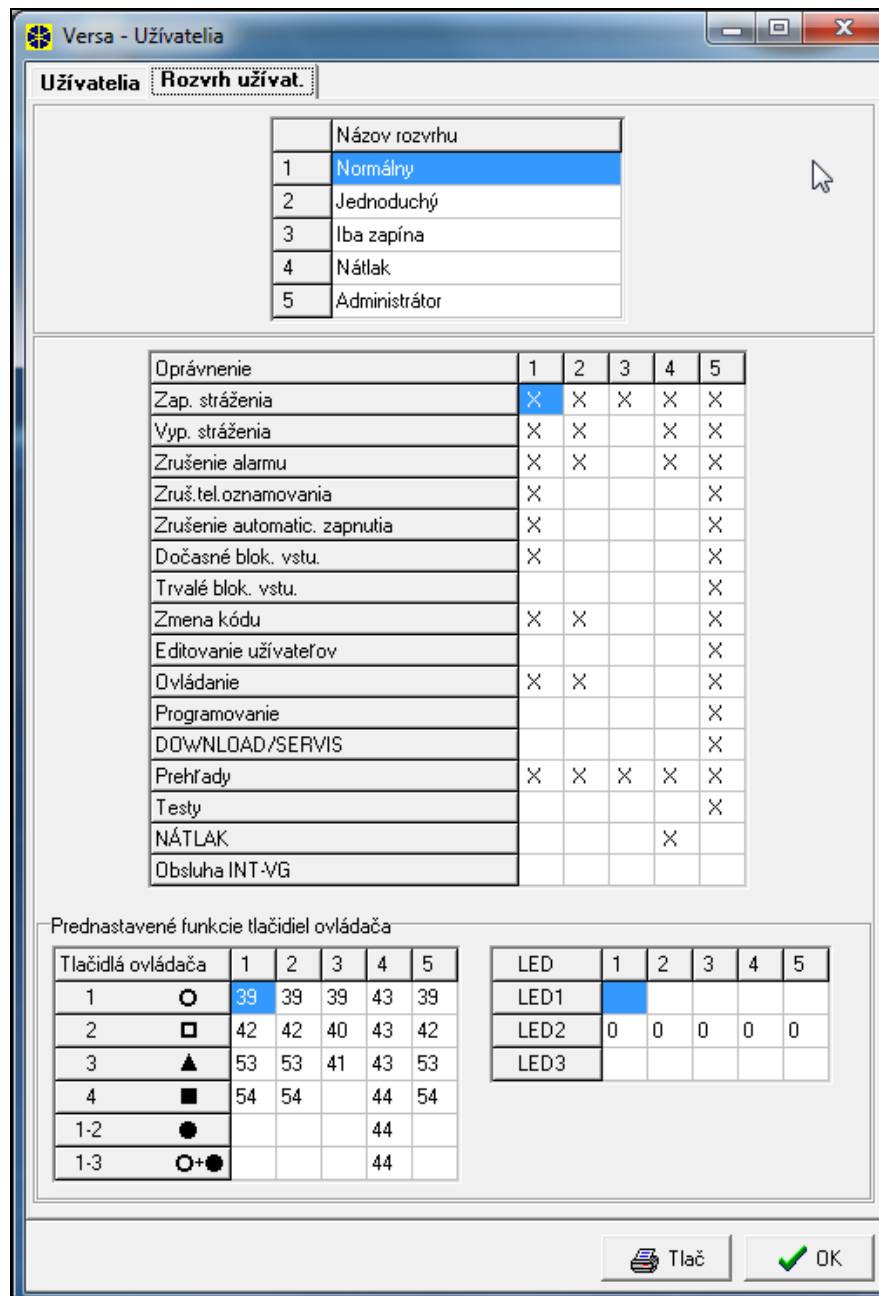 Versa - Užívatelia
Užívatelia Rozvrh užívat.
Názov rozvrhu
1 Normálny
2 Jednoduchý
3 Iba zapína
4 Nátlak
5 Administrátor
Oprávnenie 1 2 3 4 5
Zap. stráženia X X X X X
Vyp. stráženia X X X X
Zrušenie alarmu X X X X
Zruš.tel.oznamovania X X
Zrušenie automatic. zapnutia X X
Dočasné blok. vstu. X X
Trvalé blok. vstu. X
Zmena kódu X X X
Editovanie užívateľov X
Ovládanie X X X
Programovanie X
DOWNLOAD/SERVIS X
Prehľady X X X X X
Testy X
NÁTLAK X
Obsluha INT-VG
Prednastavené funkcie tlačidiel ovládača
Tlačidlá ovládača 1 2 3 4 5
1 39 39 39 43 39
2 42 42 40 43 42
3 53 53 41 43 53
4 54 54 44 54
1-2 44
1-3 + 44
LED 1 2 3 4 5
LED1
LED2 0 0 0 0 0
LED3
Tlač OK